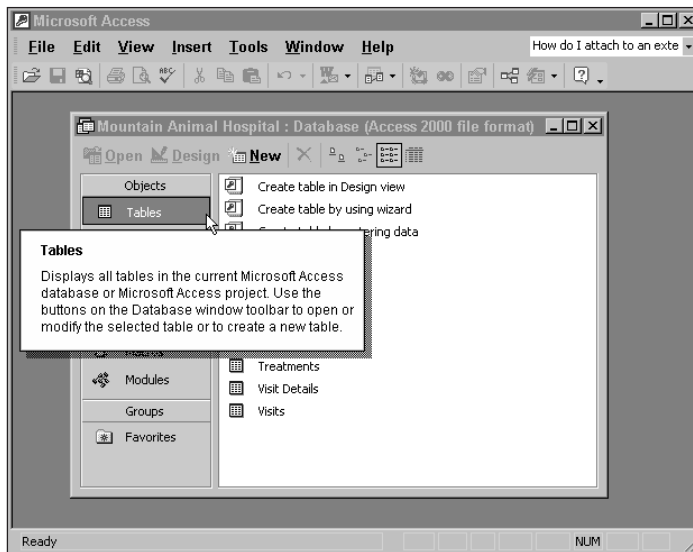 Microsoft Access
File Edit View Insert Tools Window Help
How do I attach to an exte
Mountain Animal Hospital : Database (Access 2000 file format)
Open Design New
Objects
Tables
Create table in Design view
Create table by using wizard
tering data
Tables
Displays all tables in the current Microsoft Access
database or Microsoft Access project. Use the
buttons on the Database window toolbar to open or
modify the selected table or to create a new table.
Modules
Groups
Favorites
Treatments
Visit Details
Visits
Ready
NUM